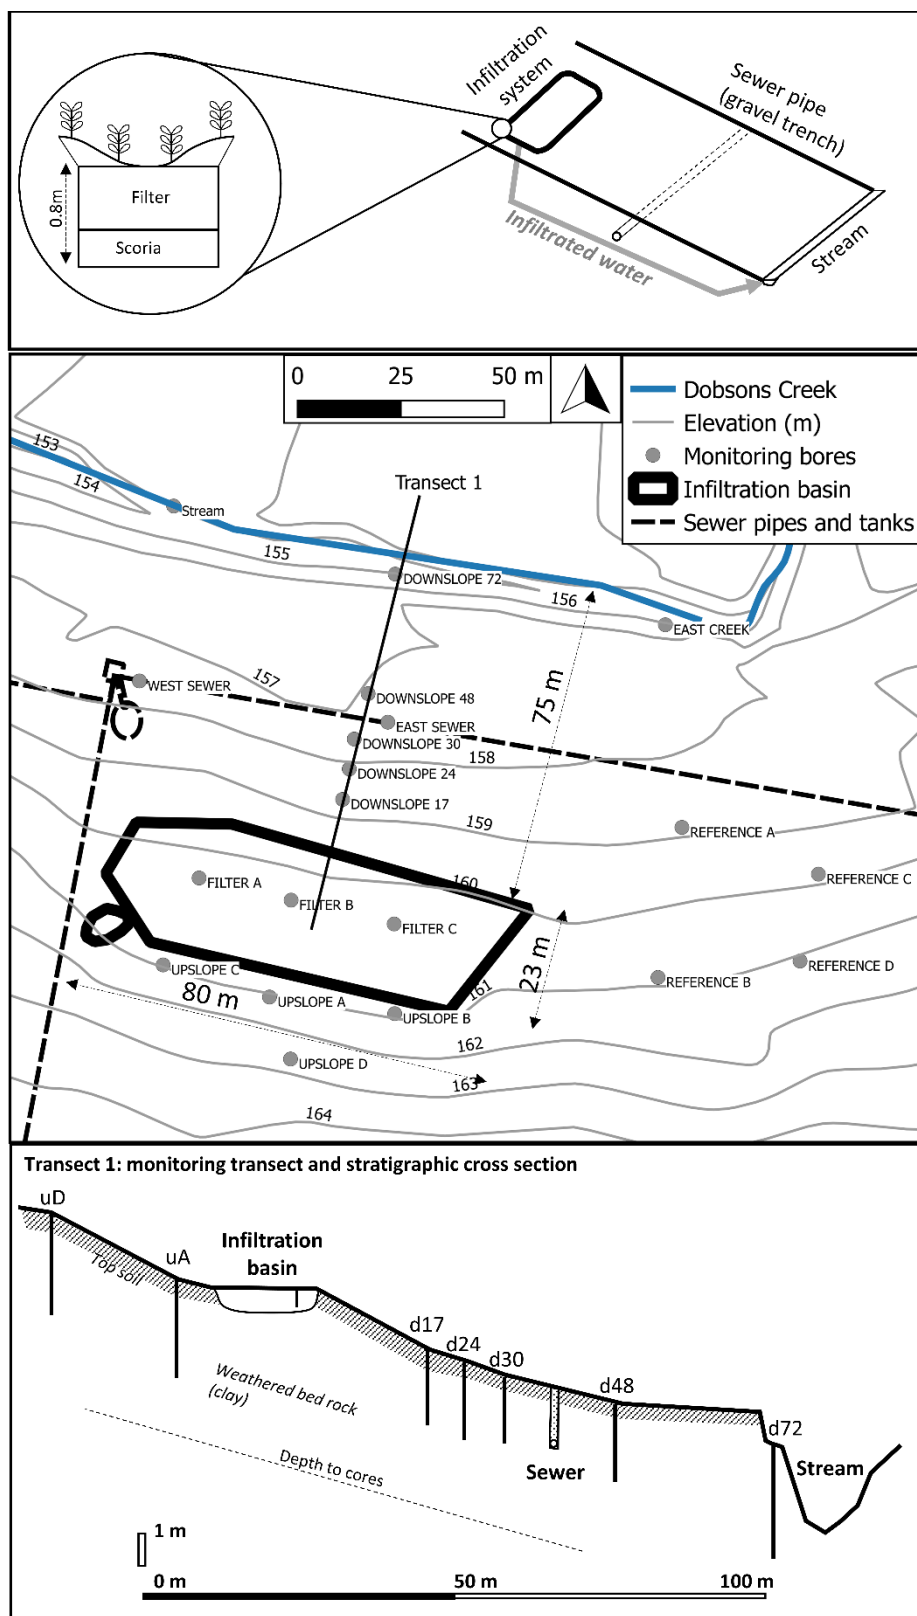 Infiltration
system
Sewer pipe
(gravel trench)
Filter
Scoria
0.8m
Infiltrated water
Stream
0 25 50 m
Dobsons Creek
Elevation (m)
Monitoring bores
Infiltration basin
Sewer pipes and tanks
153
154
Transect 1
Stream
155
DOWNSLOPE 72
156
EAST CREEK
WEST SEWER
157
DOWNSLOPE 48
75 m
EAST SEWER
DOWNSLOPE 30
158
DOWNSLOPE 24
DOWNSLOPE 17
159
REFERENCE A
160
FILTER A
REFERENCE C
FILTER B
FILTER C
23 m
UPSLOPE C
REFERENCE D
REFERENCE B
161
80 m
UPSLOPE A
UPSLOPE B
162
UPSLOPE D
163
164
Transect 1: monitoring transect and stratigraphic cross section
uD
Top soil
uA
Infiltration
basin
d17
d24
d30
d48
d72
Weathered bed rock
(clay)
Sewer
Stream
Depth to cores
1 m
0 m 50 m 100 m